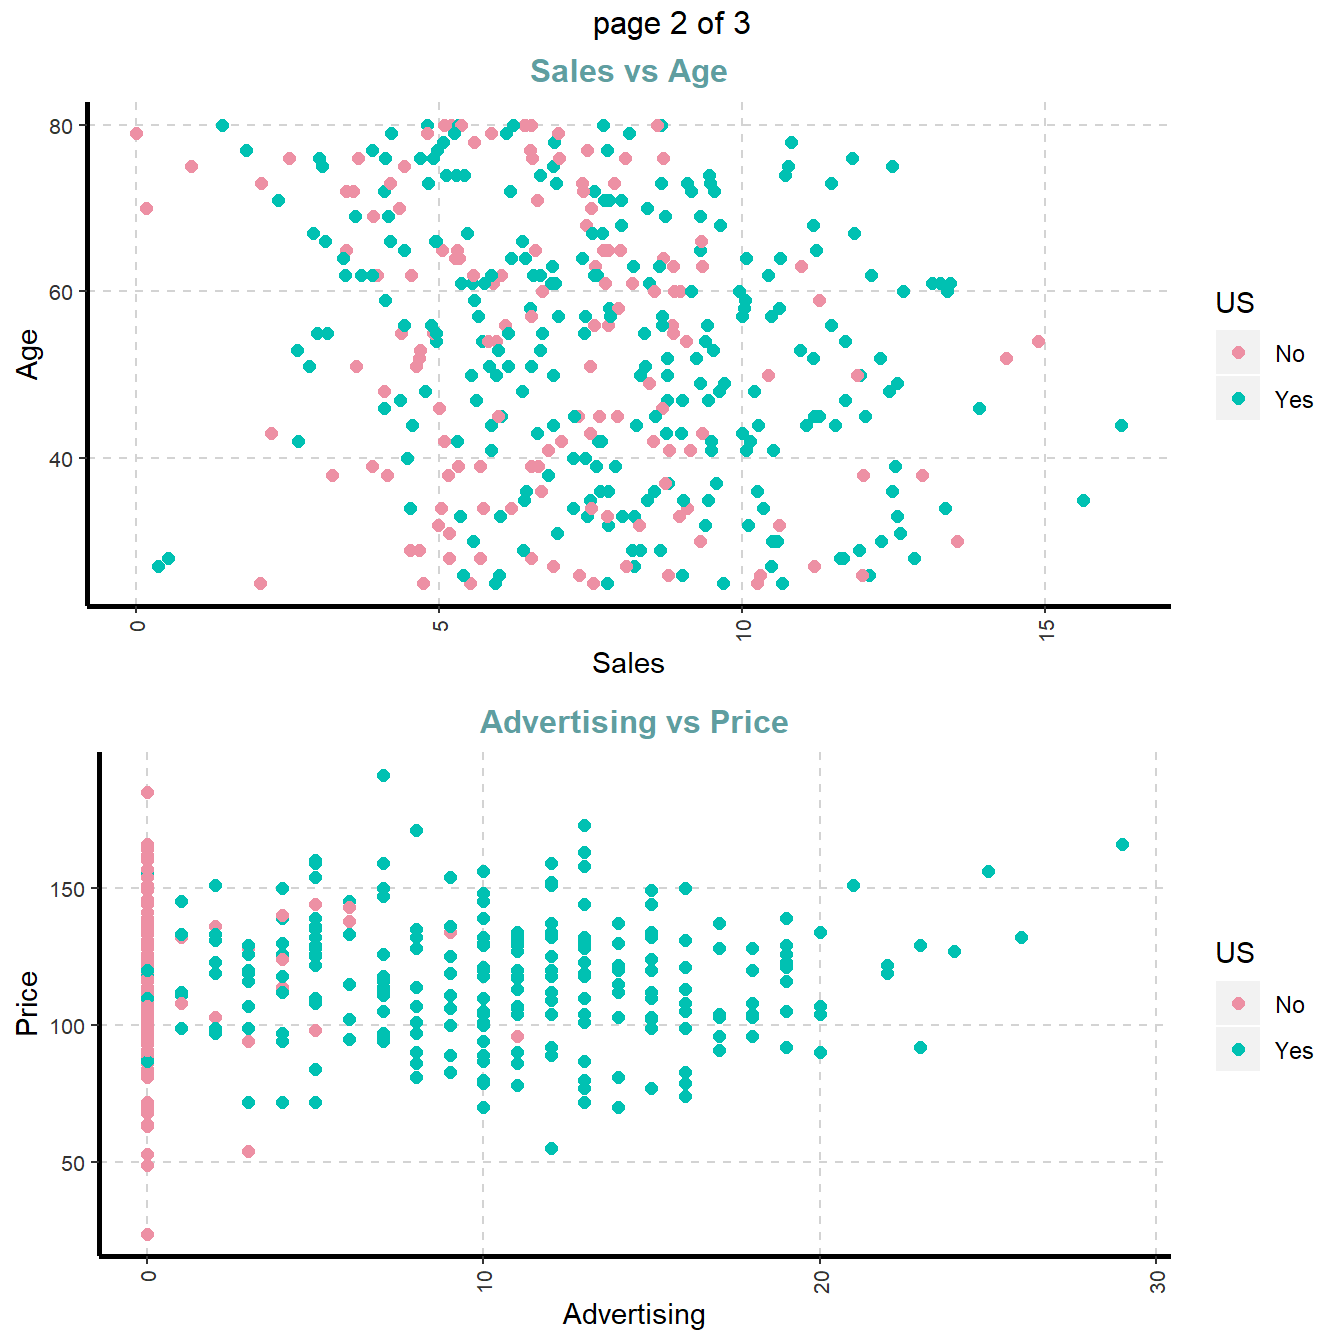 page 2 of 3
Sales vs Age
80
60
40
Age
0
5
10
15
Sales
US
No
Yes
Advertising vs Price
150
100
50
Price
0
10
20
30
Advertising
US
No
Yes